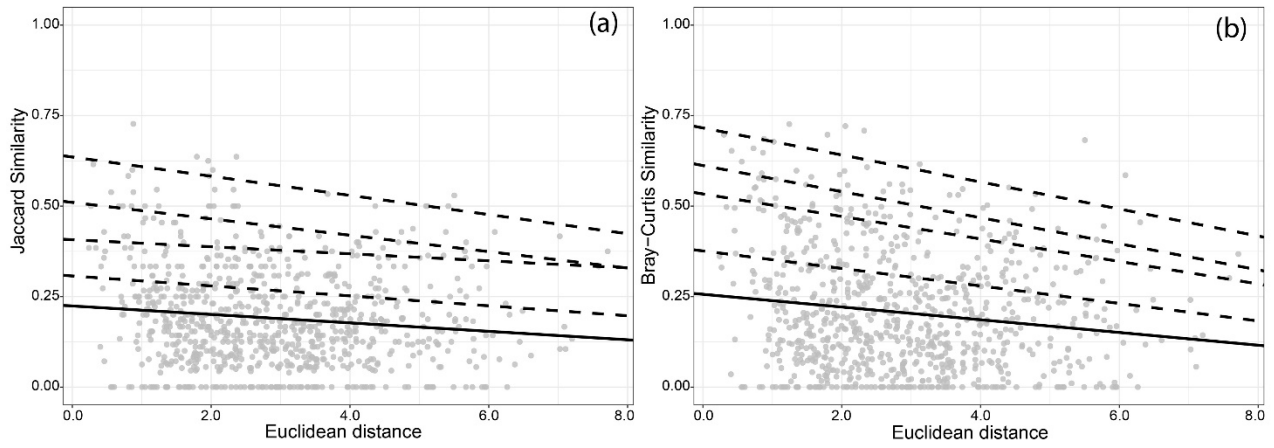 (a)
1.00
0.75
0.50
0.25
0.00
Jaccard Similarity
0.0 2.0 4.0 6.0 8.0
Euclidean distance
(b)
1.00
0.75
0.50
0.25
0.00
Bray−Curtis Similarity
0.0 2.0 4.0 6.0 8.0
Euclidean distance